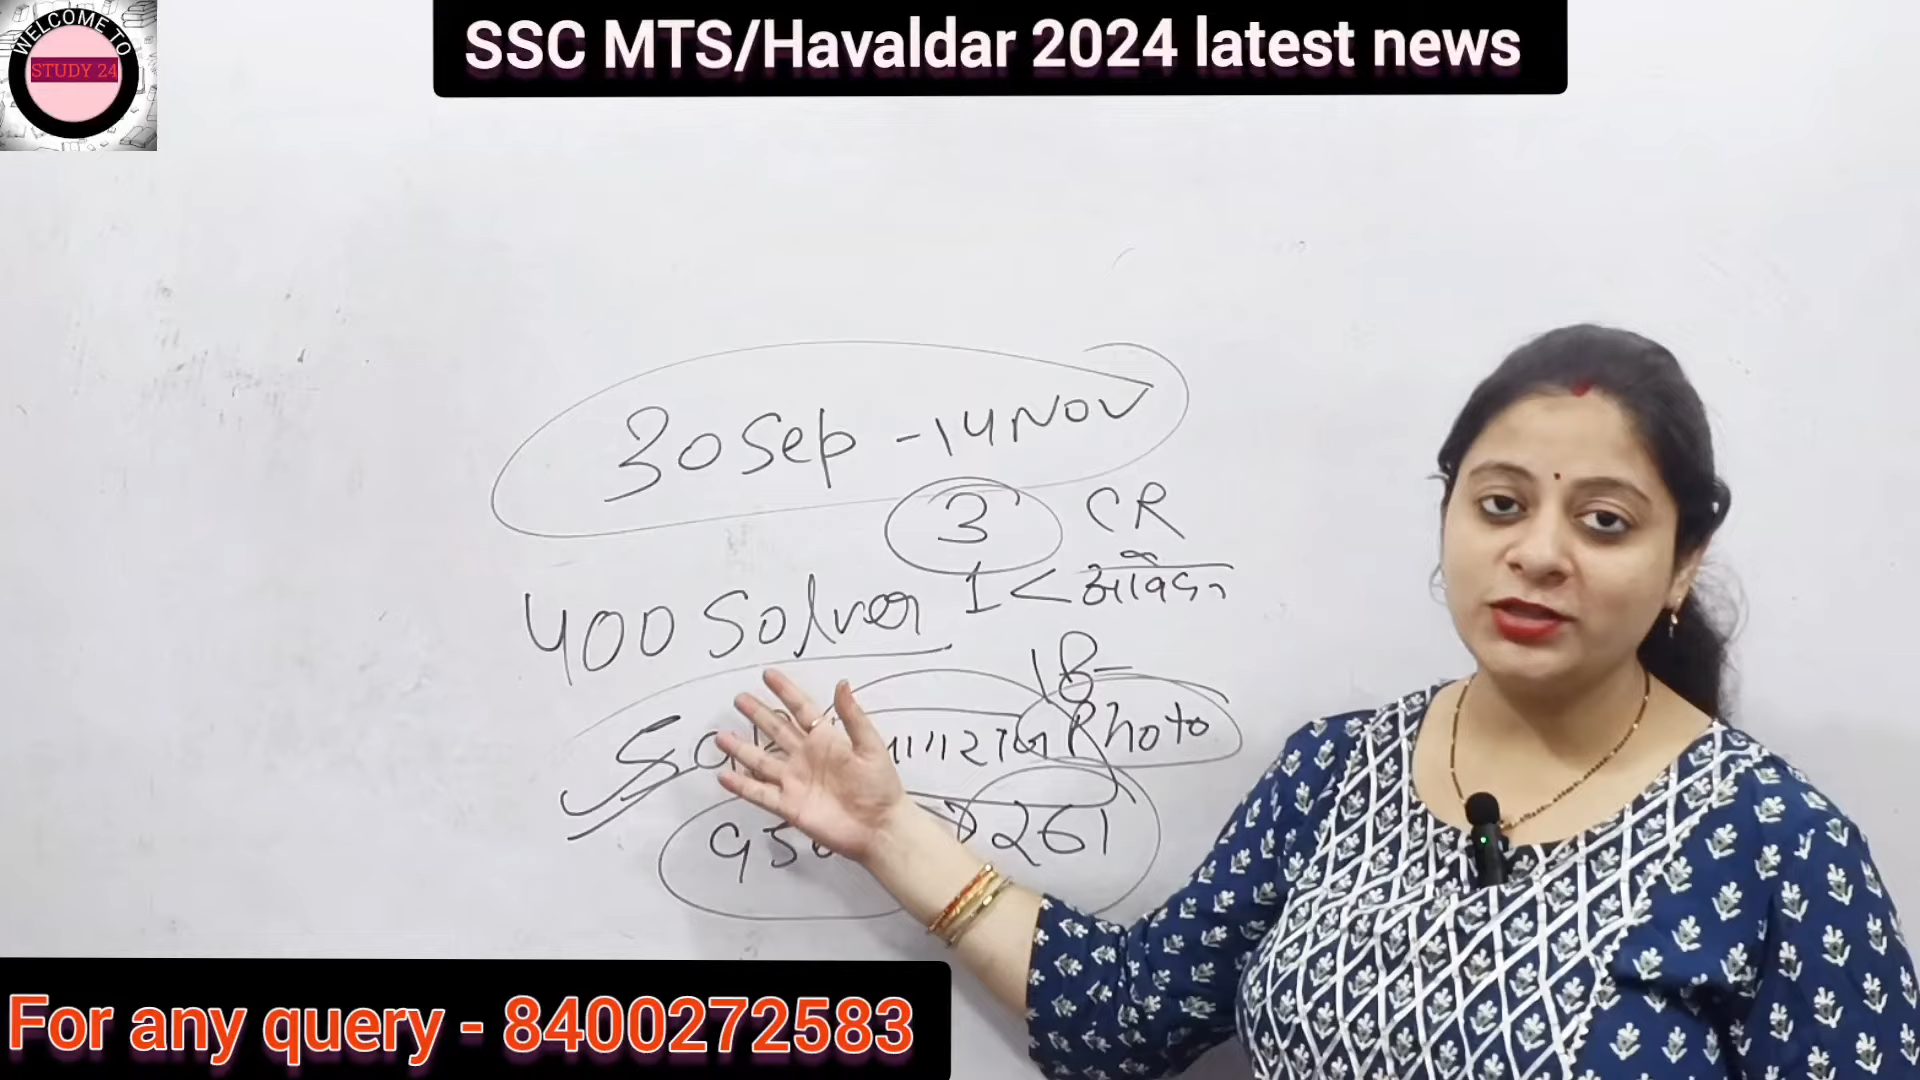 WELCOME TO
STUDY 24
SSC MTS/Havaldar 2024 latest news
30 Sep - 14 Nov
3 CR
400 Solver 1 < आवेदन
18-
Photo
261
For any query - 8400272583